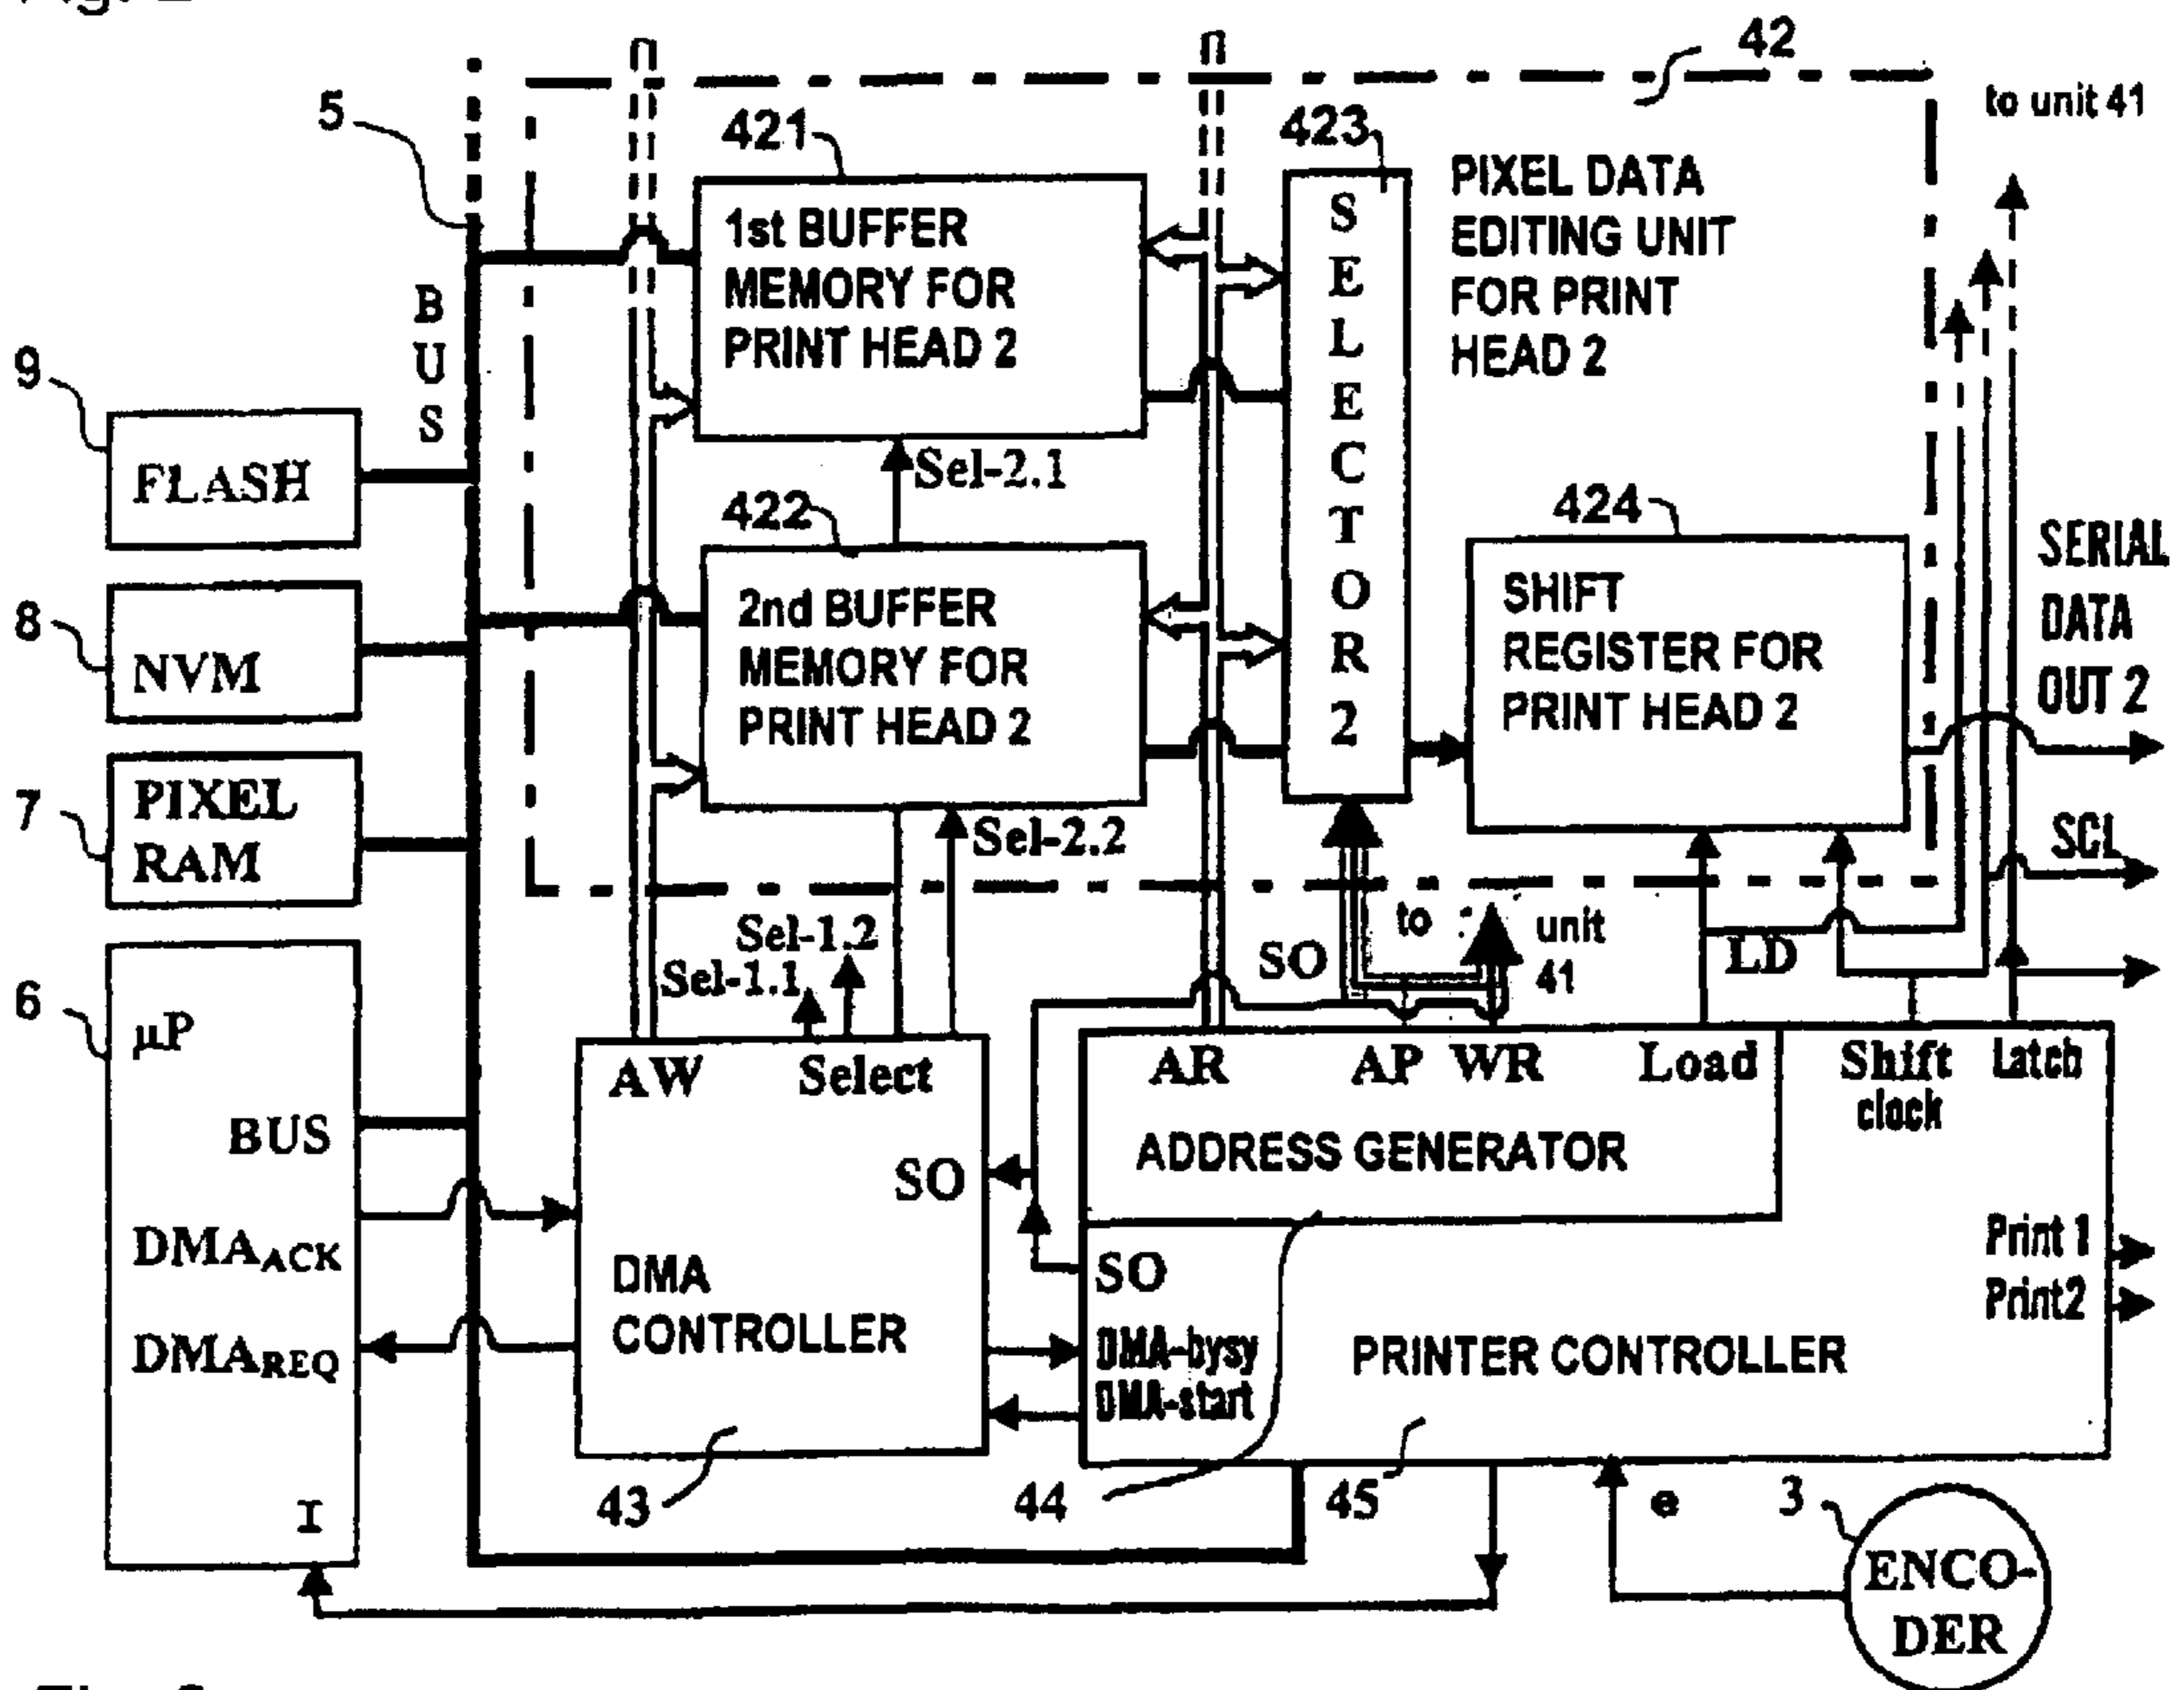 42
to unit 41
5
421
423
PIXEL DATA
EDITING UNIT
FOR PRINT
HEAD 2
1st BUFFER
MEMORY FOR
PRINT HEAD 2
SELECTOR 2
BUS
9
FLASH
Sel-2.1
422
424
SERIAL
DATA
OUT 2
2nd BUFFER
MEMORY FOR
PRINT HEAD 2
SHIFT
REGISTER FOR
PRINT HEAD 2
8
NVM
7
PIXEL
RAM
Sel-2.2
SCL
Sel-1.2
Sel-1.1
SO
to
unit
41
LD
6
µP
BUS
DMAACK
DMAREQ
I
AW
Select
SO
DMA
CONTROLLER
AR
AP
WR
Load
Shift
clock
Latch
ADDRESS GENERATOR
SO
DMA-bysy
DMA-start
PRINTER CONTROLLER
Print 1
Print2
43
44
45
e
3
ENCO-
DER